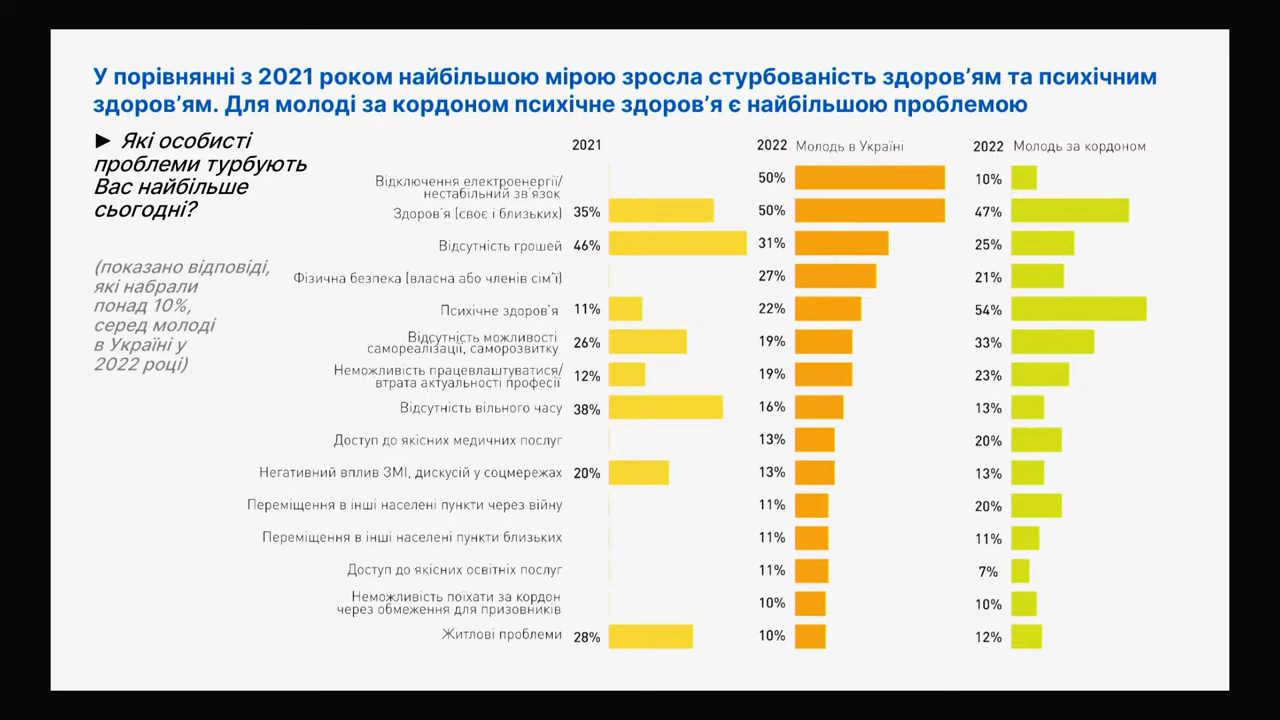 У порівнянні з 2021 роком найбільшою мірою зросла стурбованість здоров’ям та психічним
здоров’ям. Для молоді за кордоном психічне здоров’я є найбільшою проблемою
► Які особисті
проблеми турбують
Вас найбільше
сьогодні?
(показано відповіді,
які набрали
понад 10%,
серед молоді
в Україні у
2022 році)
2021 2022 Молодь в Україні 2022 Молодь за кордоном
Відключення електроенергії/
нестабільний зв'язок 50% 10%
Здоров'я (своє і близьких) 35% 50% 47%
Відсутність грошей 46% 31% 25%
Фізична безпека (власна або членів сім'ї) 27% 21%
Психічне здоров'я 11% 22% 54%
Відсутність можливості
самореалізації, саморозвитку 26% 19% 33%
Неможливість працевлаштуватися/
втрата актуальності професії 12% 19% 23%
Відсутність вільного часу 38% 16% 13%
Доступ до якісних медичних послуг 13% 20%
Негативний вплив ЗМІ, дискусій у соцмережах 20% 13% 13%
Переміщення в інші населені пункти через війну 11% 20%
Переміщення в інші населені пункти близьких 11% 11%
Доступ до якісних освітніх послуг 11% 7%
Неможливість поїхати за кордон
через обмеження для призовників 10% 10%
Житлові проблеми 28% 10% 12%